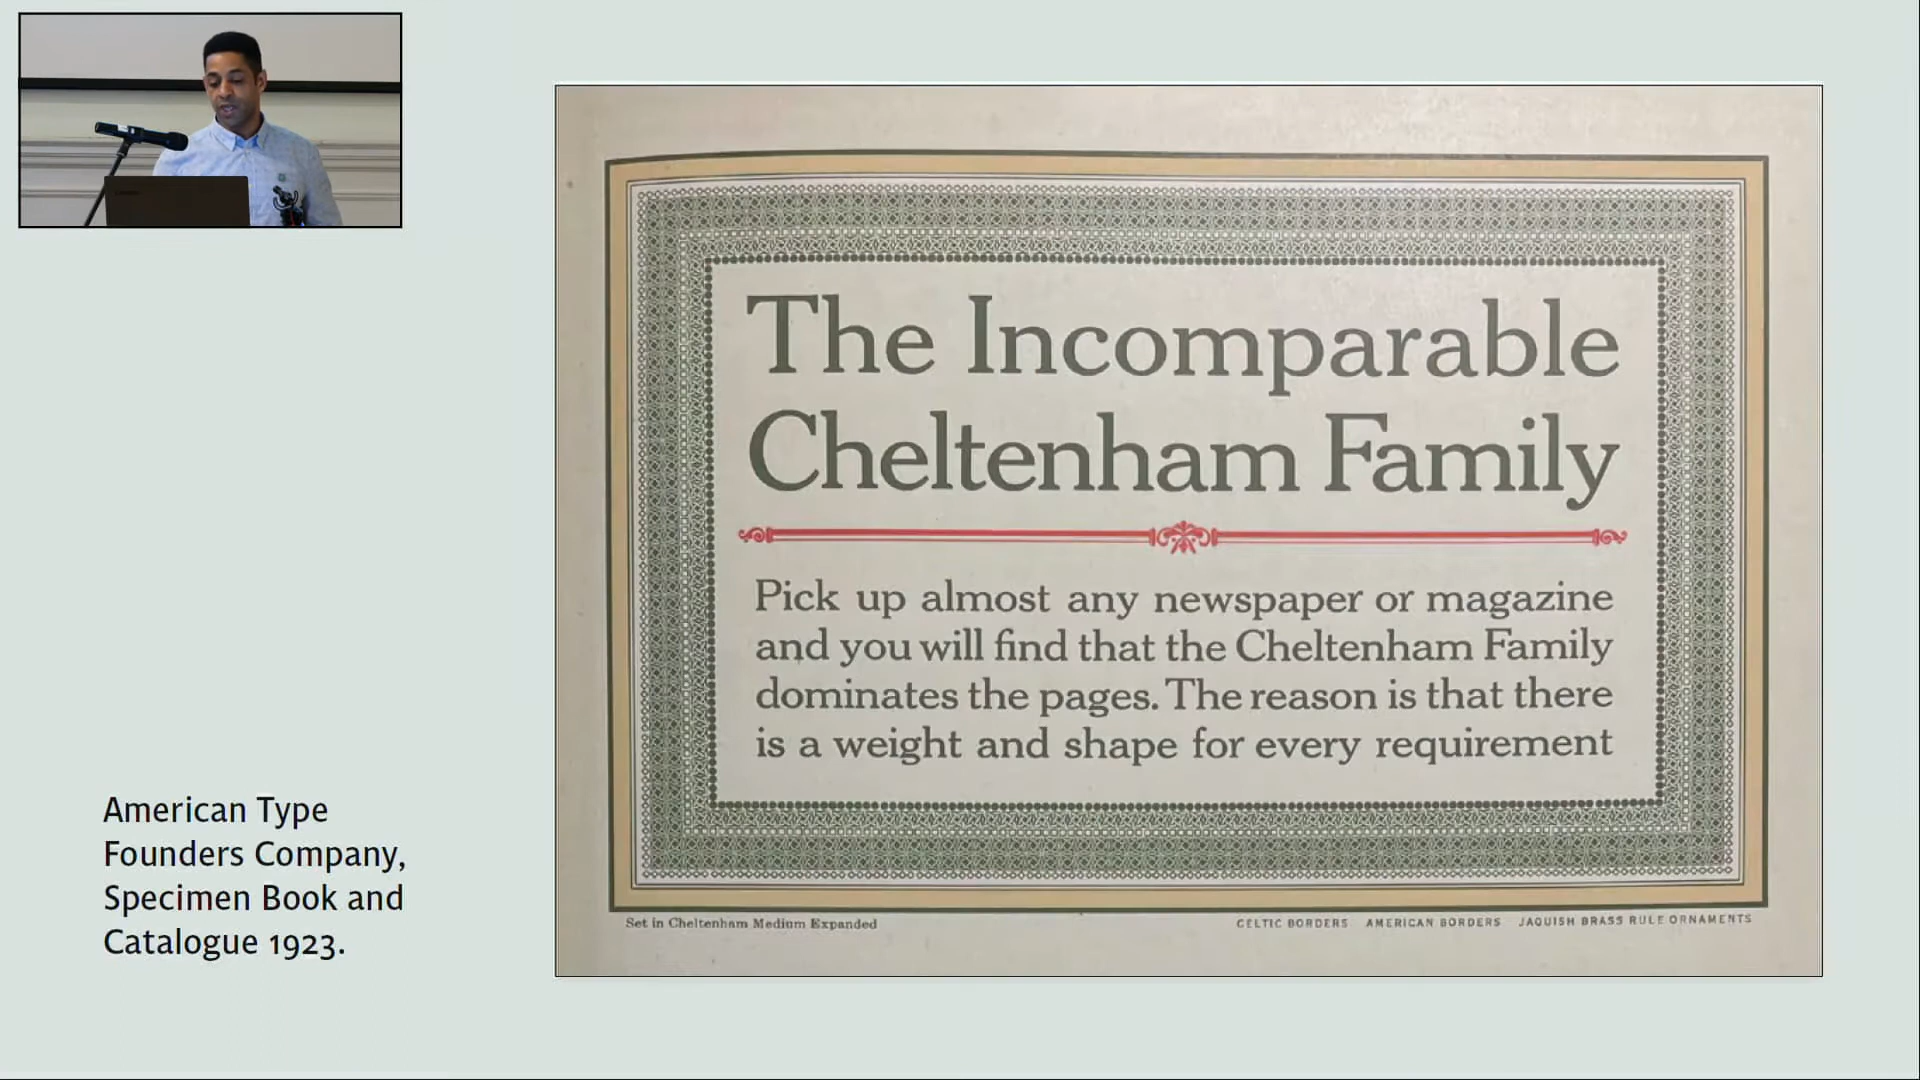 The Incomparable
Cheltenham Family
Pick up almost any newspaper or magazine
and you will find that the Cheltenham Family
dominates the pages. The reason is that there
is a weight and shape for every requirement
Set in Cheltenham Medium Expanded
CELTIC BORDERS AMERICAN BORDERS JAQUISH BRASS RULE ORNAMENTS
American Type
Founders Company,
Specimen Book and
Catalogue 1923.